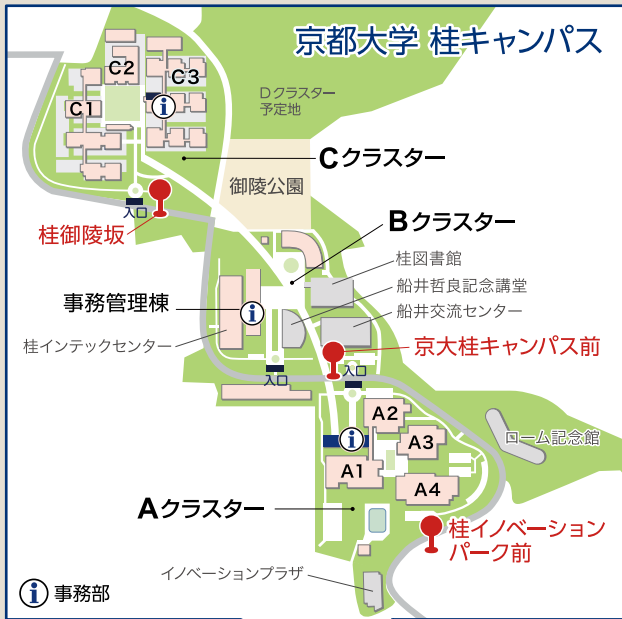 京都大学 桂キャンパス
C2
C3
C1
Dクラスター
予定地
Cクラスター
御陵公園
入口
桂御陵坂
Bクラスター
桂図書館
船井哲良記念講堂
船井交流センター
事務管理棟
桂インテックセンター
京大桂キャンパス前
入口
入口
A2
A3
A1
A4
ローム記念館
Aクラスター
桂イノベーション
パーク前
イノベーションプラザ
i 事務部
i
i
i